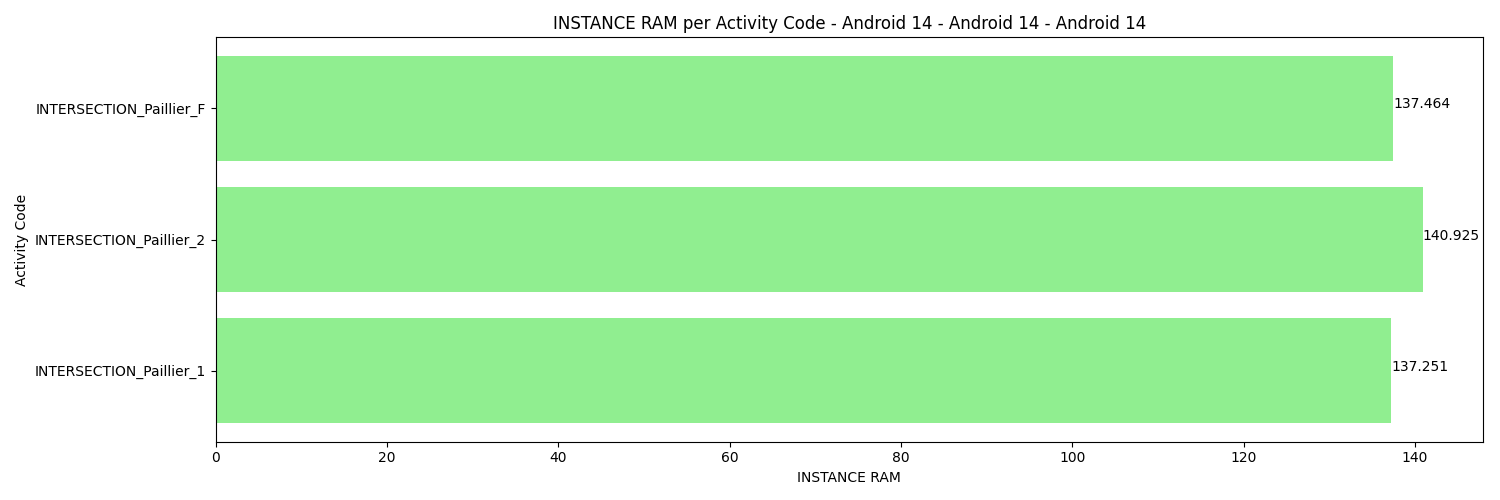 INSTANCE RAM per Activity Code - Android 14 - Android 14 - Android 14
Activity Code
INTERSECTION_Paillier_F
137.464
INTERSECTION_Paillier_2
140.925
INTERSECTION_Paillier_1
137.251
0 20 40 60 80 100 120 140
INSTANCE RAM